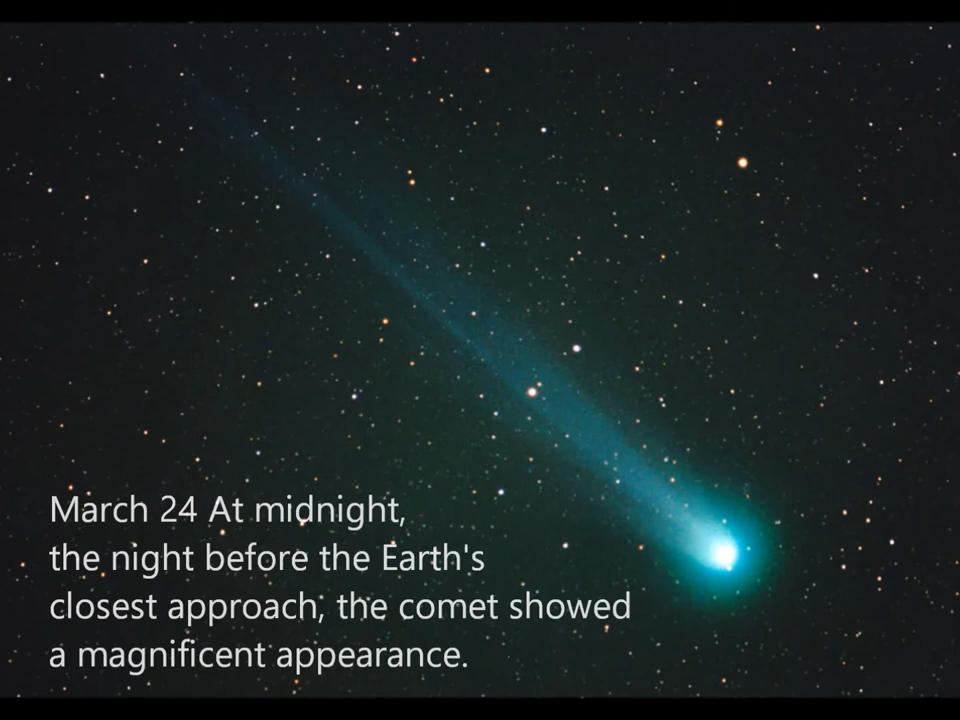 March 24 At midnight,
the night before the Earth's
closest approach, the comet showed
a magnificent appearance.